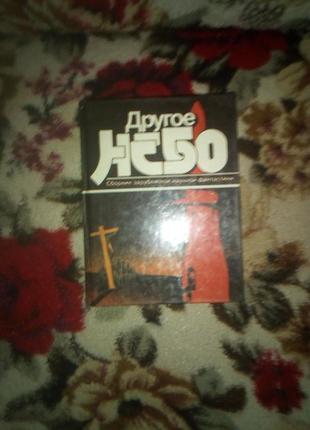 Другое
НЕБО
Сборник зарубежной научной фантастики